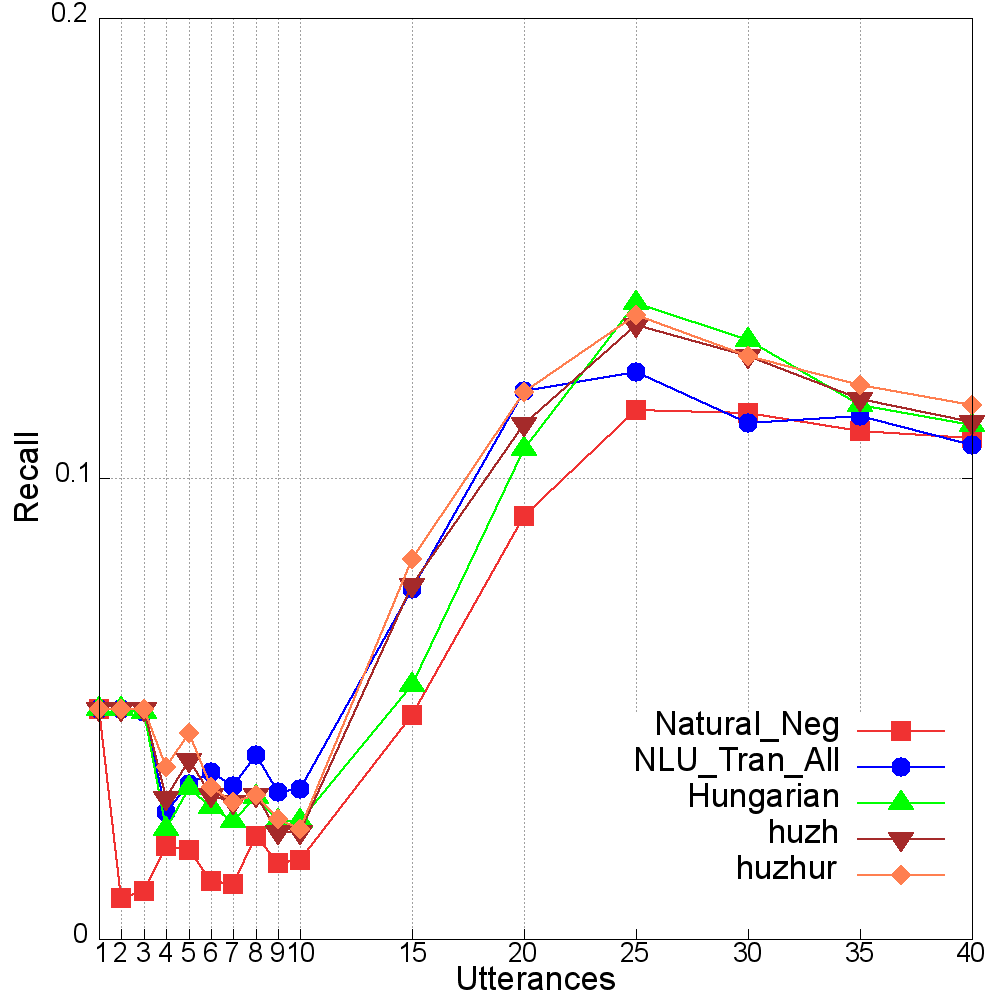 0.2
0.1
0
Recall
1 2 3 4 5 6 7 8 9 10 15 20 25 30 35 40
Utterances
Natural_Neg
NLU_Tran_All
Hungarian
huzh
huzhur